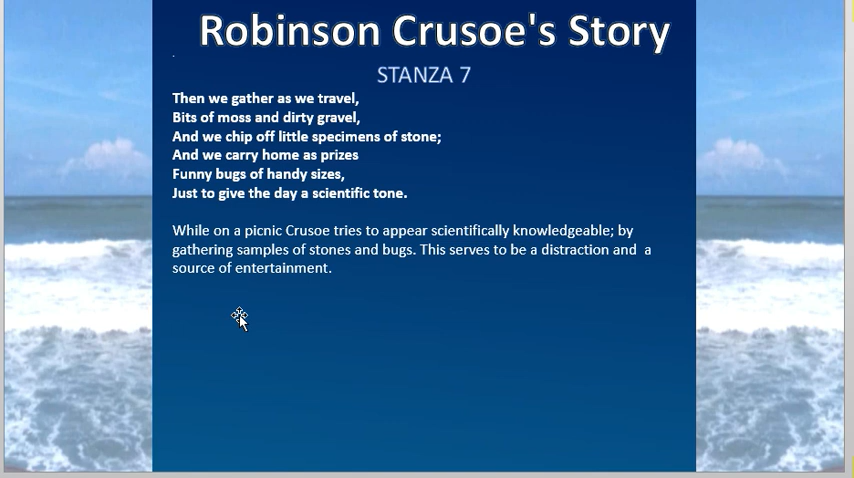 Robinson Crusoe's Story
STANZA 7
Then we gather as we travel,
Bits of moss and dirty gravel,
And we chip off little specimens of stone;
And we carry home as prizes
Funny bugs of handy sizes,
Just to give the day a scientific tone.
While on a picnic Crusoe tries to appear scientifically knowledgeable; by
gathering samples of stones and bugs. This serves to be a distraction and a
source of entertainment.